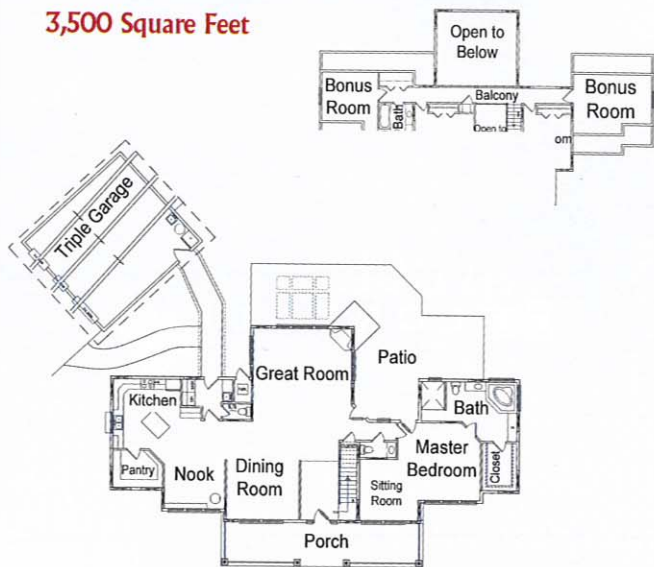 3,500 Square Feet
Open to
Below
Bonus
Room
Balcony
Bonus
Room
Bath
Open to
om
Triple Garage
Great Room
Patio
Kitchen
Bath
Master
Bedroom
Pantry
Nook
Dining
Room
Sitting
Room
Closet
Porch